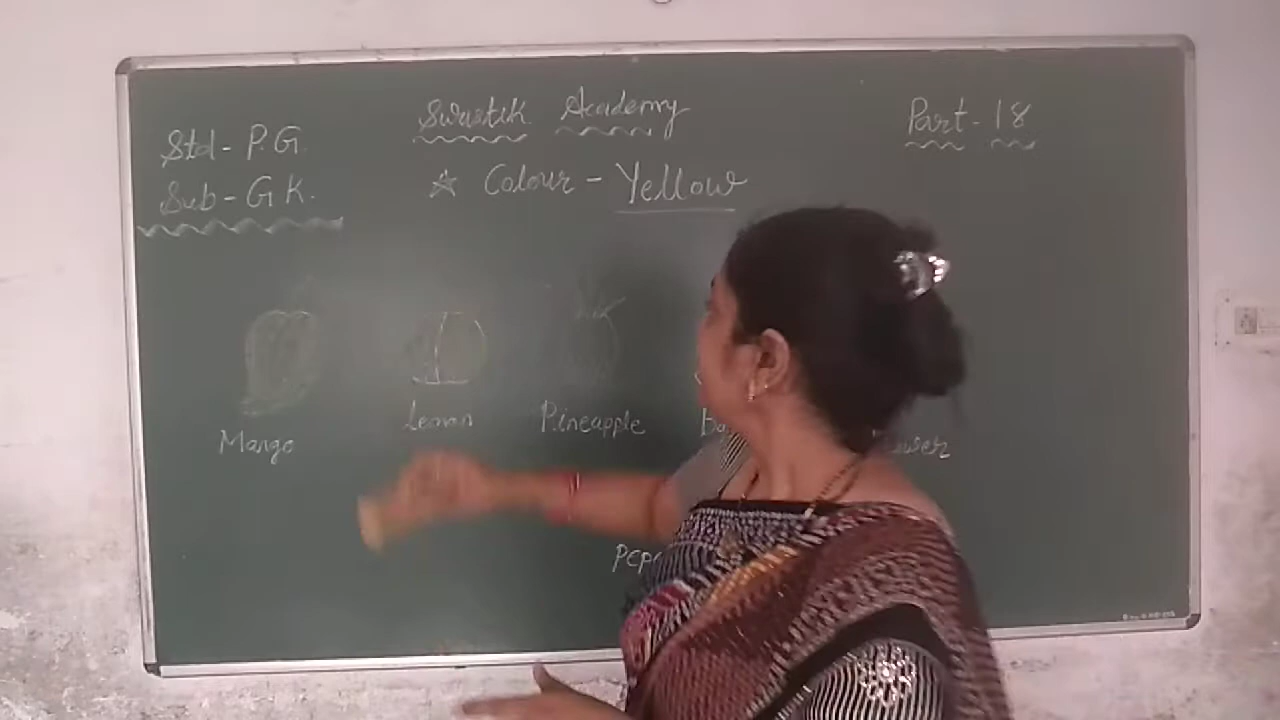 Swastik Academy
Part - 18
Std - P.G.
Sub - G.K.
☆ Colour - Yellow
Mango
Lemon
Pineapple